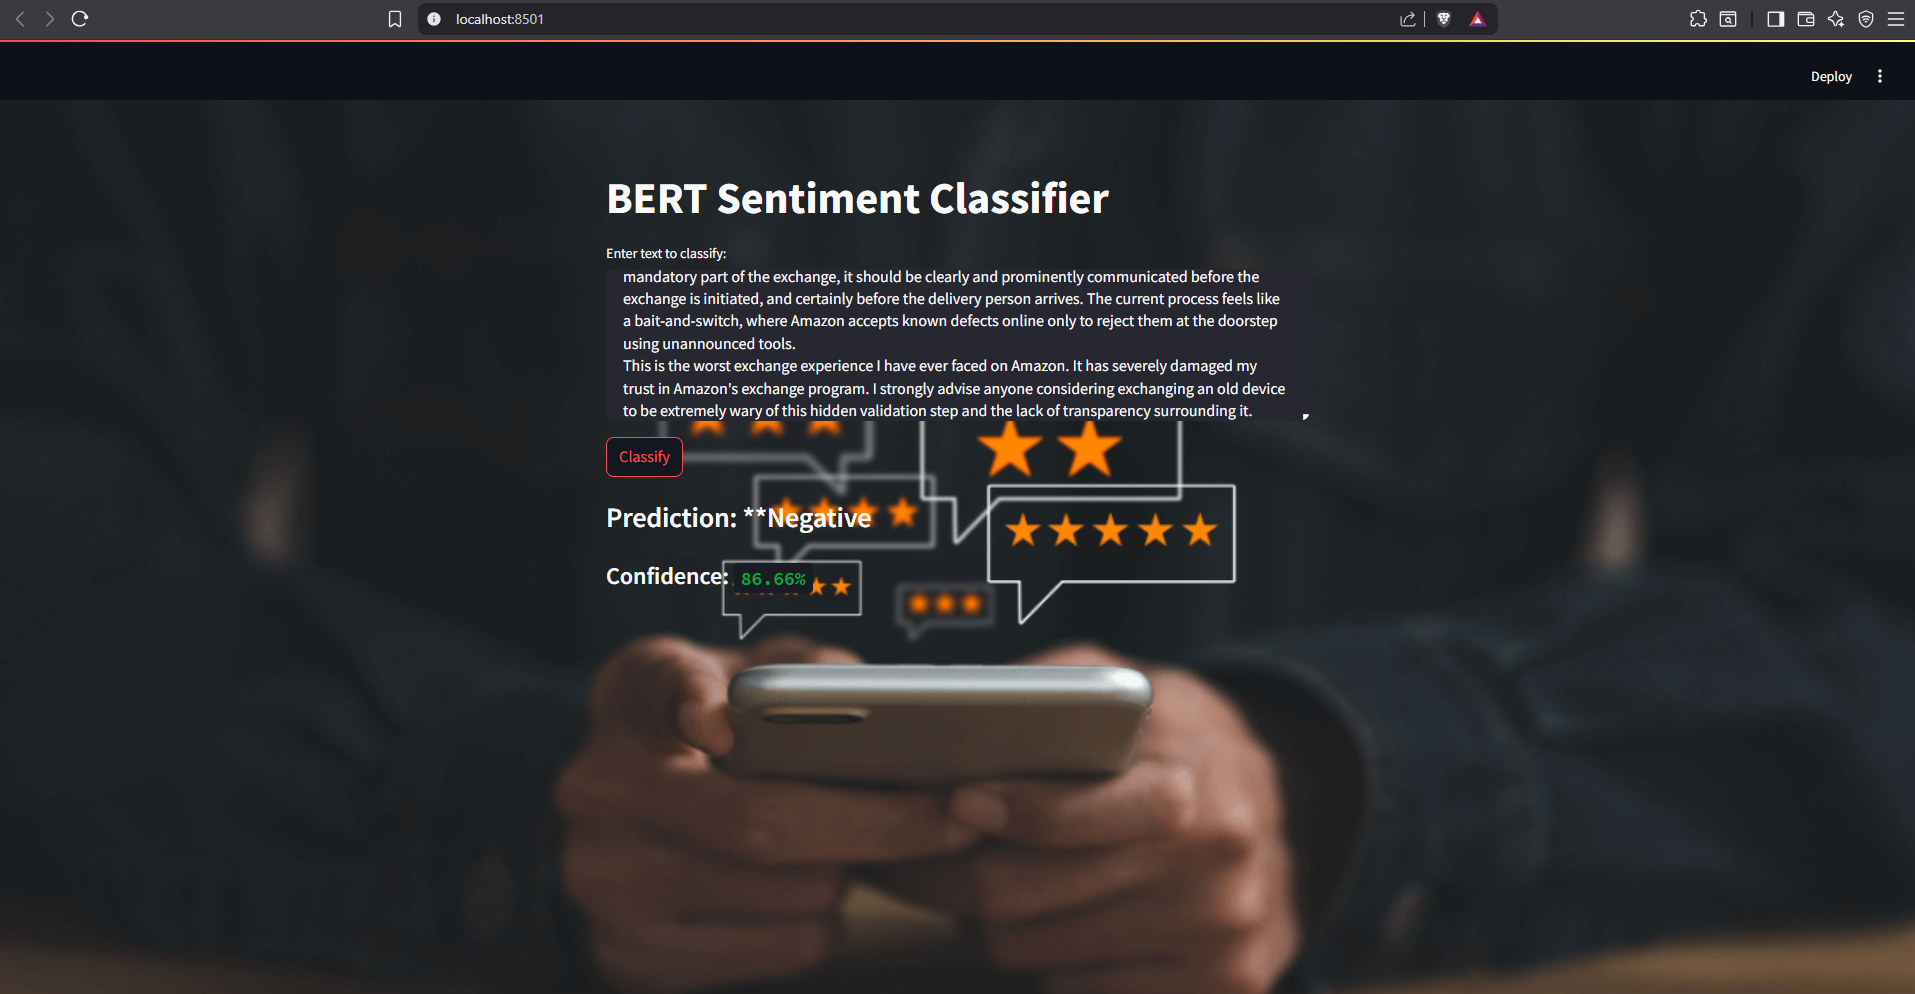 localhost:8501
Deploy
BERT Sentiment Classifier
Enter text to classify:
mandatory part of the exchange, it should be clearly and prominently communicated before the
exchange is initiated, and certainly before the delivery person arrives. The current process feels like
a bait-and-switch, where Amazon accepts known defects online only to reject them at the doorstep
using unannounced tools.
This is the worst exchange experience I have ever faced on Amazon. It has severely damaged my
trust in Amazon's exchange program. I strongly advise anyone considering exchanging an old device
to be extremely wary of this hidden validation step and the lack of transparency surrounding it.
Classify
Prediction: **Negative
Confidence: 86.66%